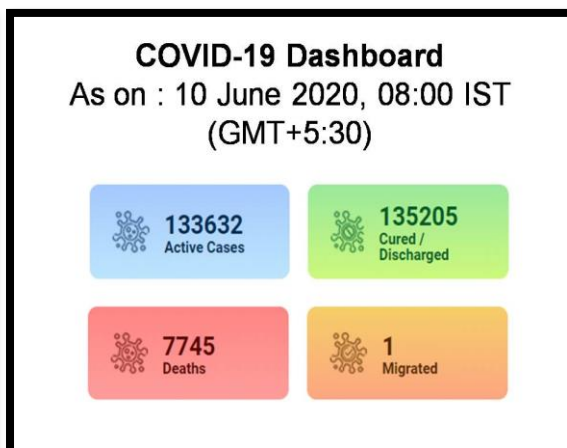 COVID-19 Dashboard
As on : 10 June 2020, 08:00 IST
(GMT+5:30)
133632
Active Cases
135205
Cured /
Discharged
7745
Deaths
1
Migrated